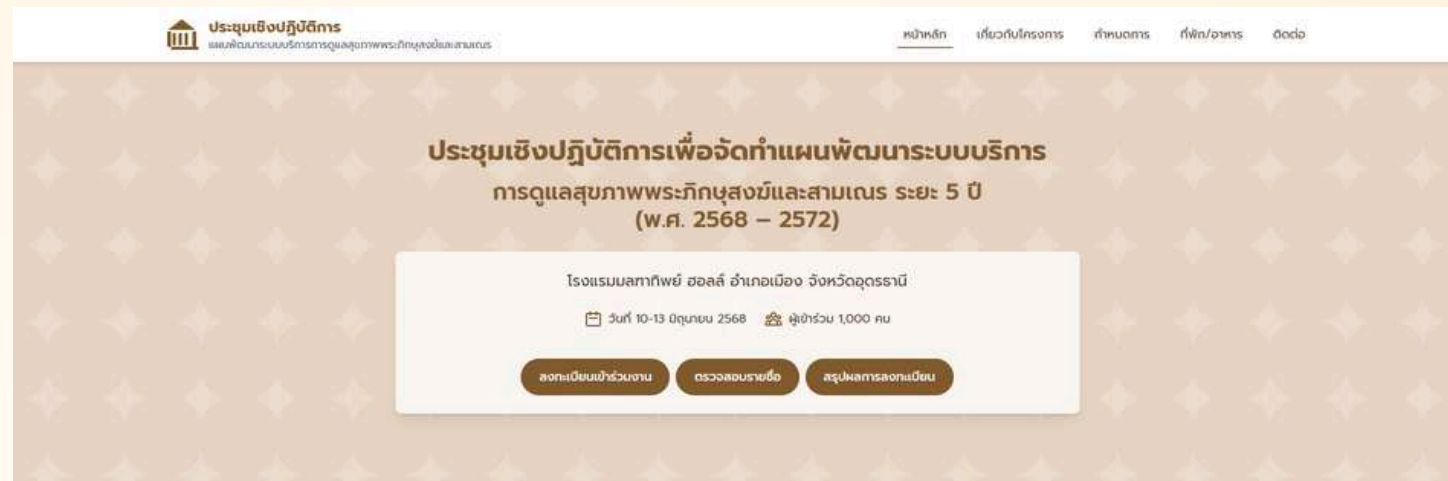 ประชุมเชิงปฏิบัติการ
แผนพัฒนาระบบบริการการดูแลสุขภาพพระภิกษุสงฆ์และสามเณร
หน้าหลัก
เกี่ยวกับโครงการ
กำหนดการ
ที่พัก/อาหาร
ติดต่อ
ประชุมเชิงปฏิบัติการเพื่อจัดทำแผนพัฒนาระบบบริการ
การดูแลสุขภาพพระภิกษุสงฆ์และสามเณร ระยะ 5 ปี
(พ.ศ. 2568 – 2572)
โรงแรมมลฑาทิพย์ ฮอลล์ อำเภอเมือง จังหวัดอุดรธานี
วันที่ 10-13 มิถุนายน 2568 ผู้เข้าร่วม 1,000 คน
ลงทะเบียนเข้าร่วมงาน
ตรวจสอบรายชื่อ
สรุปผลการลงทะเบียน